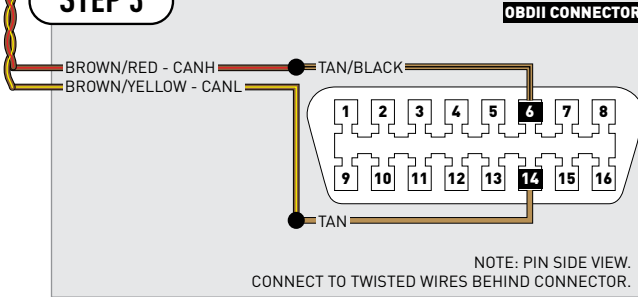 STEP 3
OBDII CONNECTOR
BROWN/RED - CANH
TAN/BLACK
BROWN/YELLOW - CANL
1 2 3 4 5 6 7 8
9 10 11 12 13 14 15 16
TAN
NOTE: PIN SIDE VIEW.
CONNECT TO TWISTED WIRES BEHIND CONNECTOR.